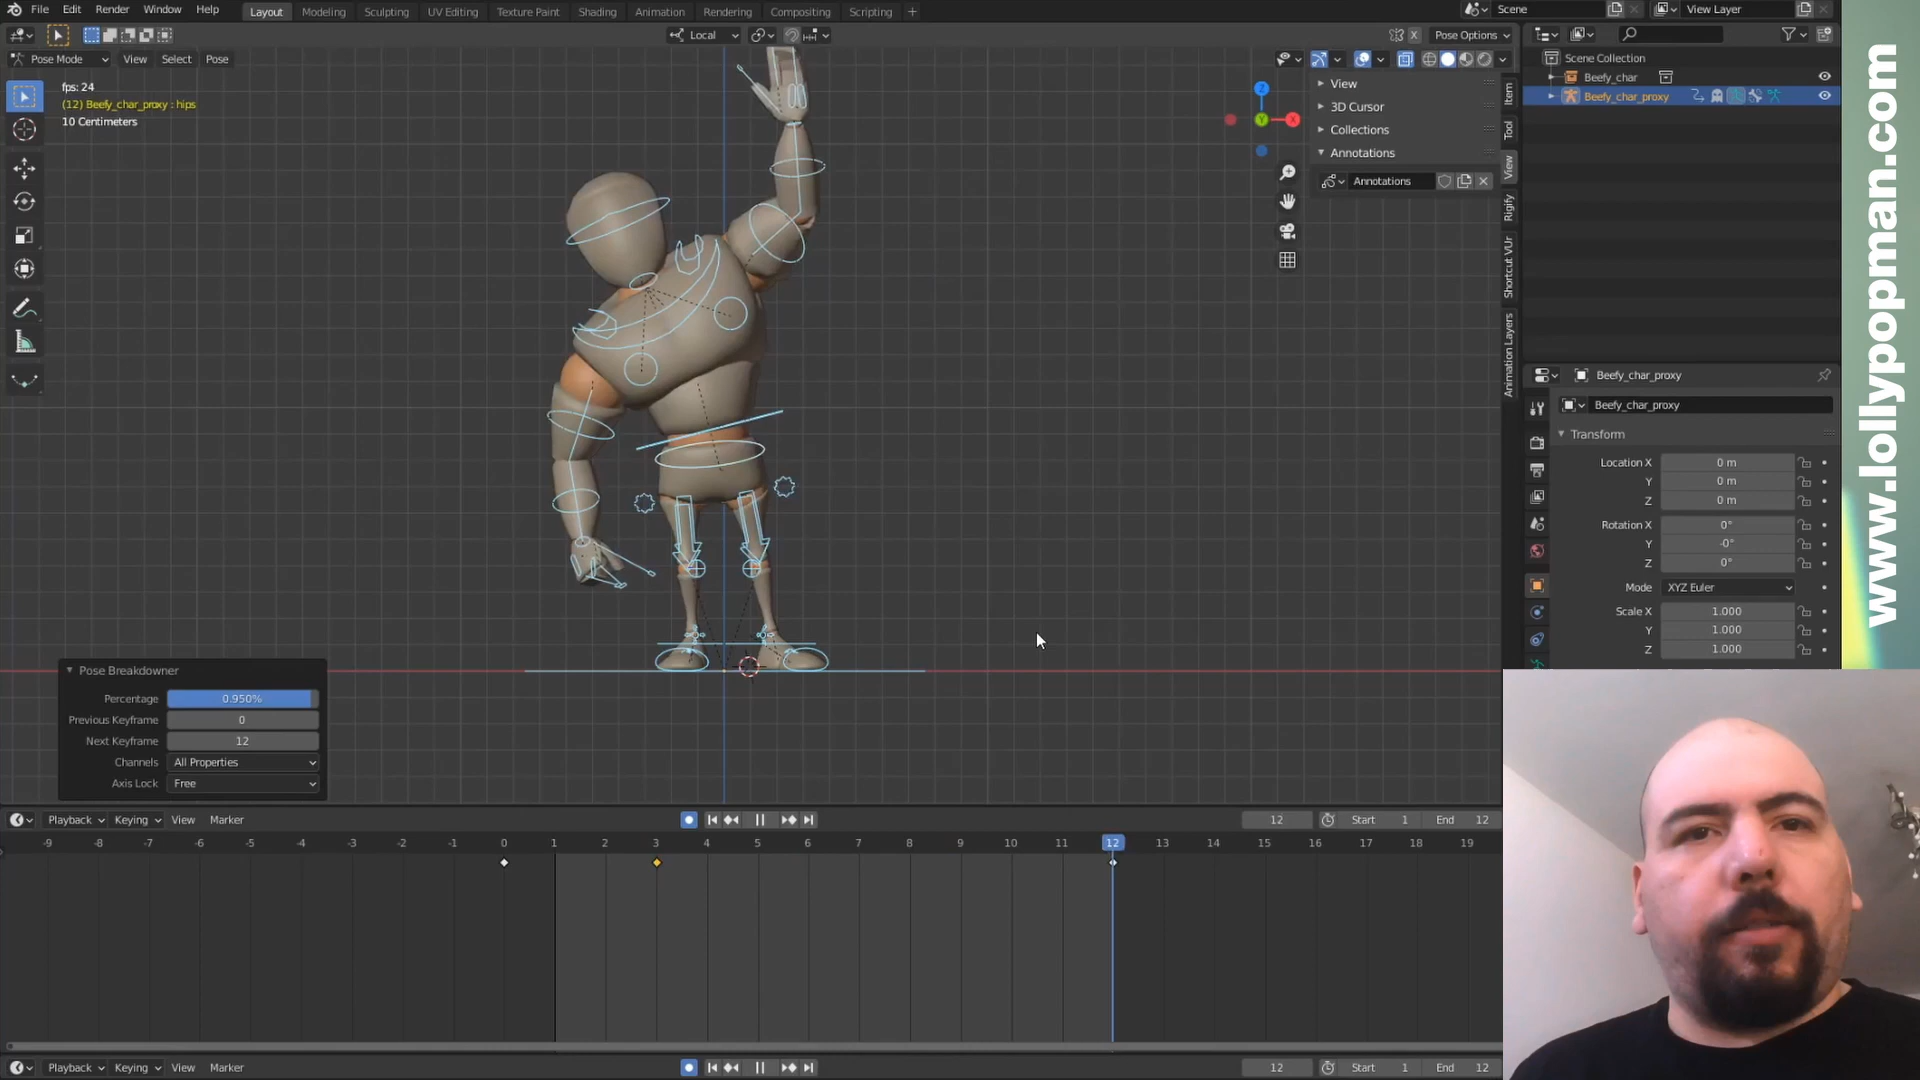 File Edit Render Window Help Layout Modeling Sculpting UV Editing Texture Paint Shading Animation Rendering Compositing Scripting + Scene View Layer
Local X Pose Options
Pose Mode View Select Pose
fps: 24
(12) Beefy_char_proxy : hips
10 Centimeters
Z
Y
X
View
3D Cursor
Collections
Annotations
Annotations
Item
Tool
View
Rigify
Shortcut VUr
Animation Layers
Scene Collection
Beefy_char
Beefy_char_proxy
Beefy_char_proxy
Beefy_char_proxy
Transform
Location X 0 m
Y 0 m
Z 0 m
Rotation X 0°
Y -0°
Z 0°
Mode XYZ Euler
Scale X 1.000
Y 1.000
Z 1.000
Pose Breakdowner
Percentage 0.950%
Previous Keyframe 0
Next Keyframe 12
Channels All Properties
Axis Lock Free
Playback Keying View Marker 12 Start 1 End 12
-9 -8 -7 -6 -5 -4 -3 -2 -1 0 1 2 3 4 5 6 7 8 9 10 11 12 13 14 15 16 17 18 19
Playback Keying View Marker 12 Start 1 End 12
www.lollypopman.com